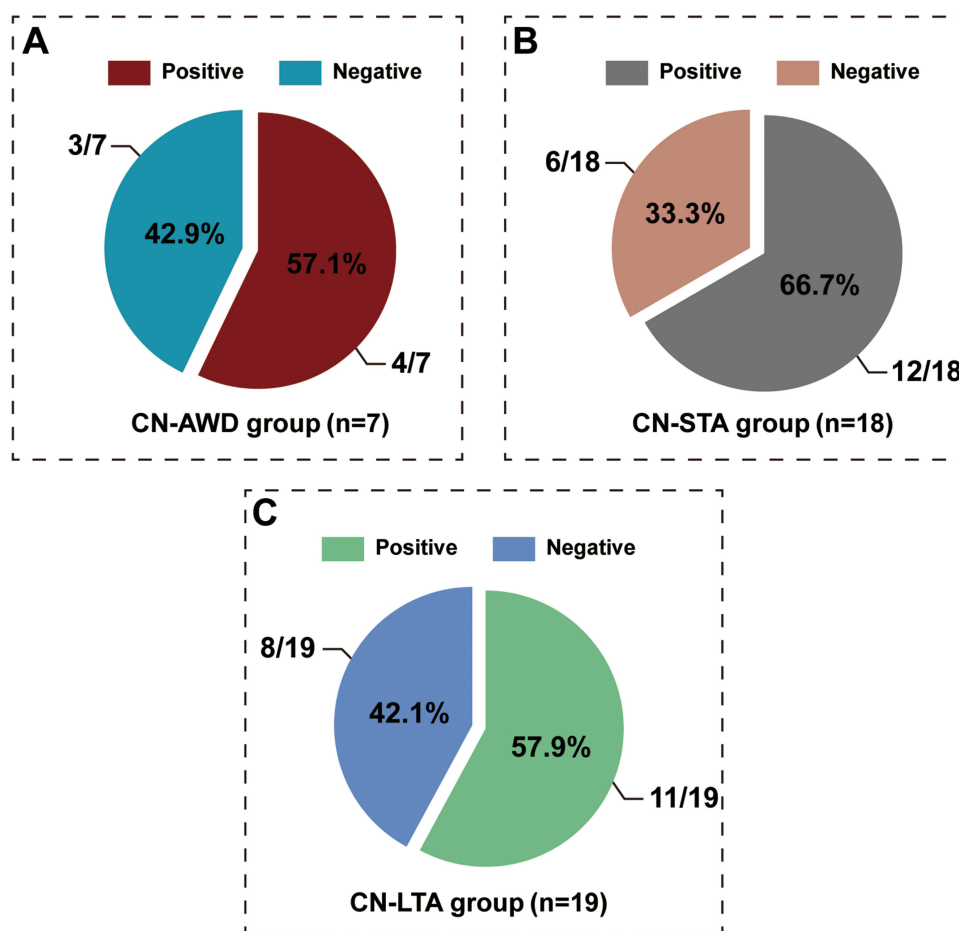 A
Positive Negative
3/7
42.9%
57.1%
4/7
CN-AWD group (n=7)
B
Positive Negative
6/18
33.3%
66.7%
12/18
CN-STA group (n=18)
C
Positive Negative
8/19
42.1%
57.9%
11/19
CN-LTA group (n=19)